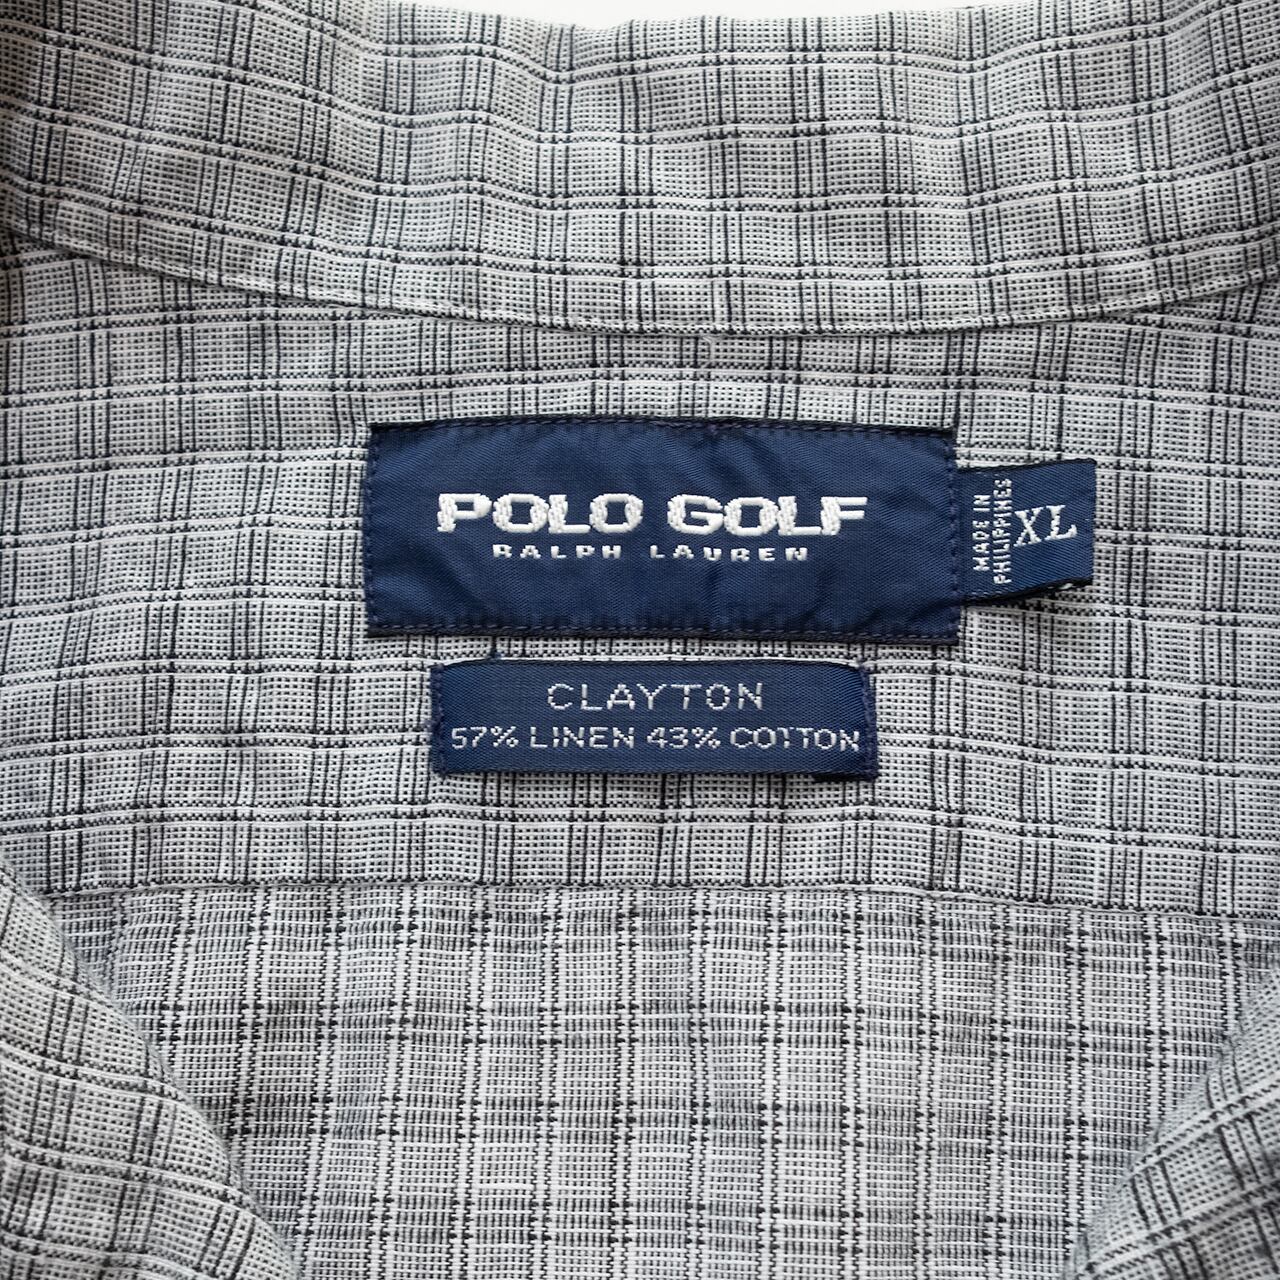 POLO GOLF
RALPH LAUREN
MADE IN
PHILIPPINES
XL
CLAYTON
57% LINEN 43% COTTON